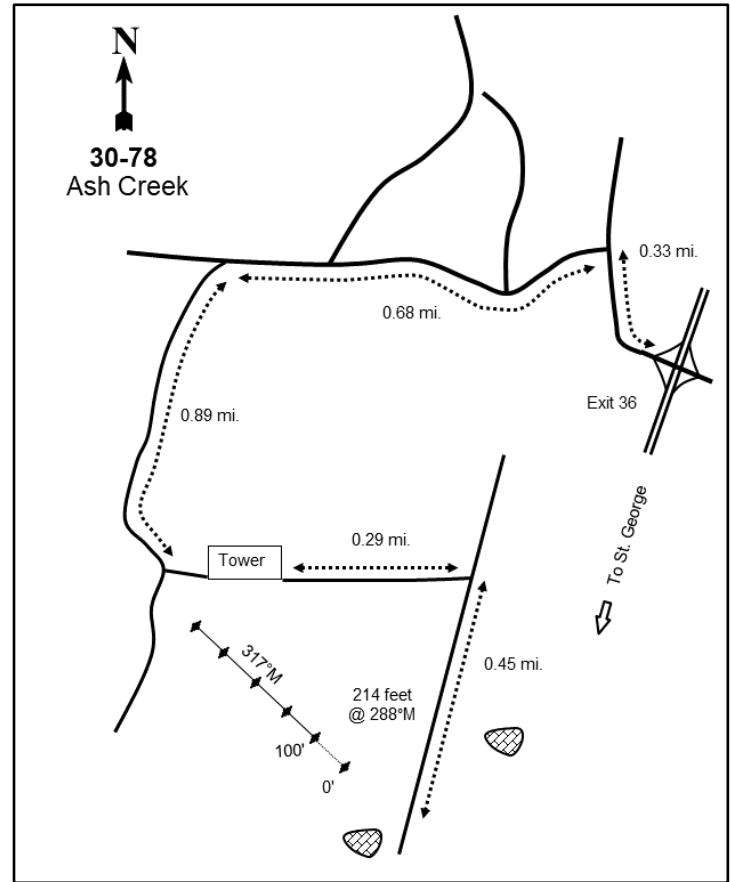 N
30-78
Ash Creek
0.33 mi.
0.68 mi.
Exit 36
0.89 mi.
To St. George
0.29 mi.
Tower
317°M
0.45 mi.
214 feet
@ 288°M
100'
0'